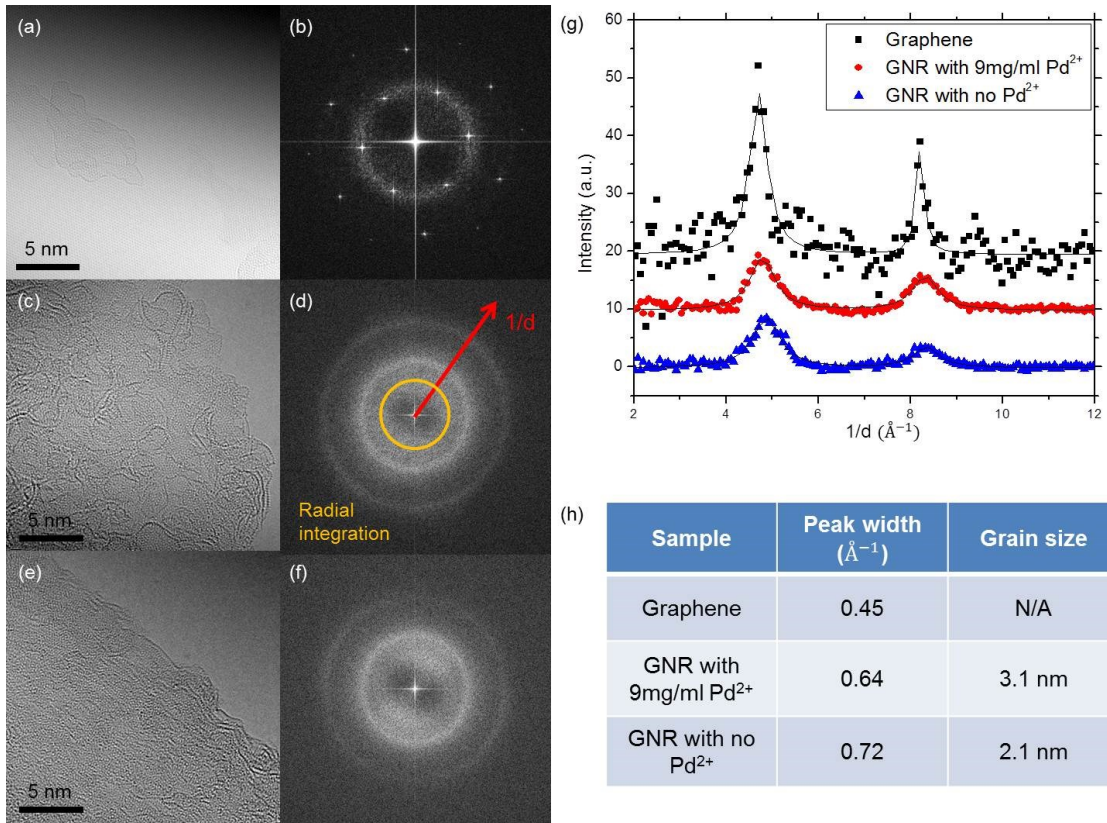 (a)
5 nm
(b)
(c)
5 nm
(d)
1/d
Radial
integration
(e)
5 nm
(f)
(g)
60
50
40
30
20
10
0
Intensity (a.u.)
Graphene
GNR with 9mg/ml Pd²⁺
GNR with no Pd²⁺
2 4 6 8 10 12
1/d (Å⁻¹)
(h)
Sample Peak width Grain size
(Å⁻¹)
Graphene 0.45 N/A
GNR with
9mg/ml Pd²⁺ 0.64 3.1 nm
GNR with no
Pd²⁺ 0.72 2.1 nm